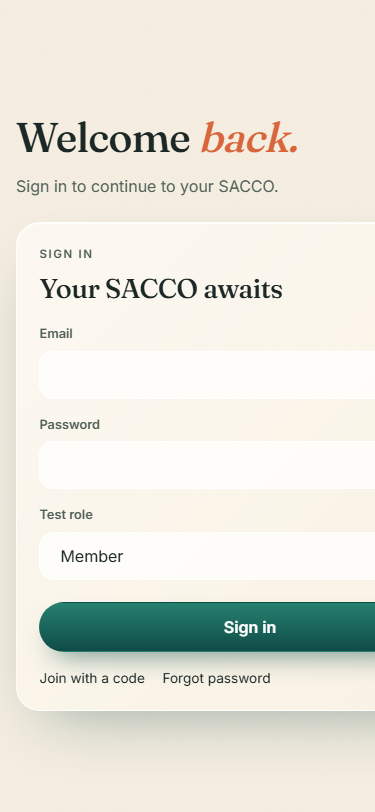 Welcome back.
Sign in to continue to your SACCO.
SIGN IN
Your SACCO awaits
Email
Password
Test role
Member
Sign in
Join with a code Forgot password